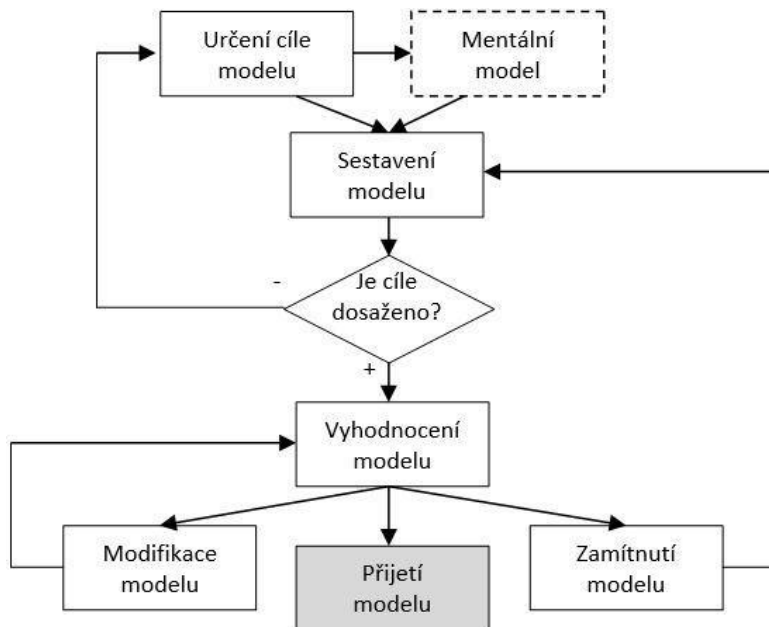 Určení cíle
modelu
Mentální
model
Sestavení
modelu
Je cíle
dosaženo?
-
+
Vyhodnocení
modelu
Modifikace
modelu
Přijetí
modelu
Zamítnutí
modelu